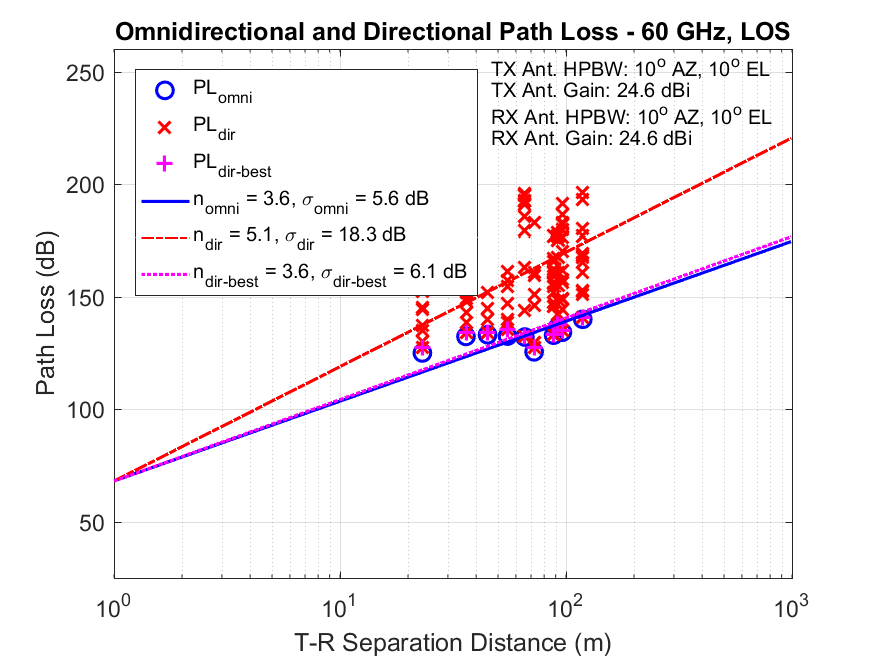 Omnidirectional and Directional Path Loss - 60 GHz, LOS
TX Ant. HPBW: 10° AZ, 10° EL
TX Ant. Gain: 24.6 dBi
RX Ant. HPBW: 10° AZ, 10° EL
RX Ant. Gain: 24.6 dBi
PL_omni
PL_dir
PL_dir-best
n_omni = 3.6, σ_omni = 5.6 dB
n_dir = 5.1, σ_dir = 18.3 dB
n_dir-best = 3.6, σ_dir-best = 6.1 dB
Path Loss (dB)
250
200
150
100
50
10^0 10^1 10^2 10^3
T-R Separation Distance (m)